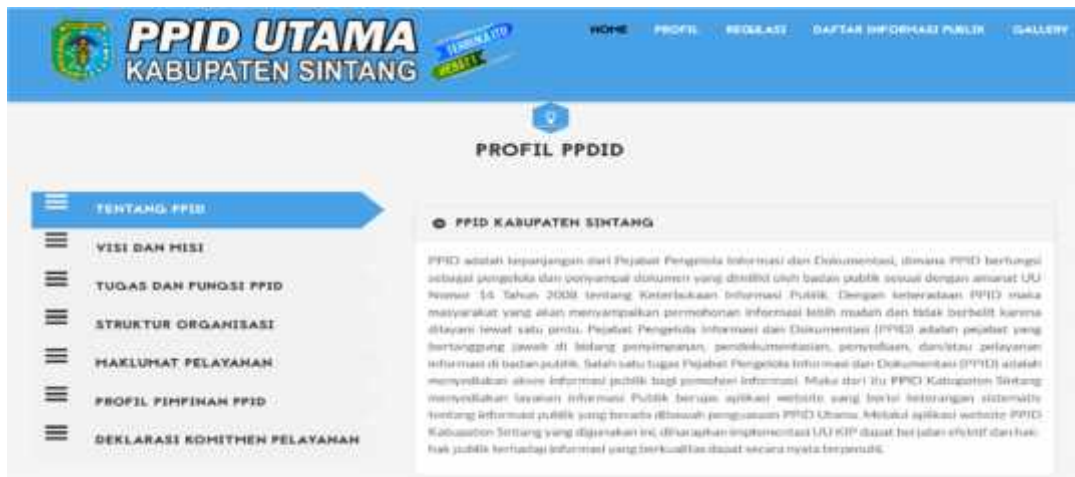 PPID UTAMA
KABUPATEN SINTANG
TERBUKA ITU
HEBAT !
HOME PROFIL REGULASI DAFTAR INFORMASI PUBLIK GALLERY
PROFIL PPDID
TENTANG PPID
VISI DAN MISI
TUGAS DAN FUNGSI PPID
STRUKTUR ORGANISASI
MAKLUMAT PELAYANAN
PROFIL PIMPINAN PPID
DEKLARASI KOMITMEN PELAYANAN
PPID KABUPATEN SINTANG
PPID adalah kepanjangan dari Pejabat Pengelola Informasi dan Dokumentasi, dimana PPID berfungsi
sebagai pengelola dan penyampai dokumen yang dimiliki oleh badan publik sesuai dengan amanat UU
Nomor 14 Tahun 2008 tentang Keterbukaan Informasi Publik. Dengan keberadaan PPID maka
masyarakat yang akan menyampaikan permohonan informasi lebih mudah dan tidak berbelit karena
dilayani lewat satu pintu. Pejabat Pengelola Informasi dan Dokumentasi (PPID) adalah pejabat yang
bertanggung jawab di bidang penyimpanan, pendokumentasian, penyediaan, dan/atau pelayanan
informasi di badan publik. Salah satu tugas Pejabat Pengelola Informasi dan Dokumentasi (PPID) adalah
menyediakan akses informasi publik bagi pemohon informasi. Maka dari itu PPID Kabupaten Sintang
menyediakan layanan informasi Publik berupa aplikasi website yang berisi keterangan sistematis
tentang informasi publik yang berada dibawah penguasaan PPID Utama. Melalui aplikasi website PPID
Kabupaten Sintang yang digunakan ini, diharapkan implementasi UU KIP dapat berjalan efektif dan hak-
hak publik terhadap informasi yang berkualitas dapat secara nyata terpenuhi.